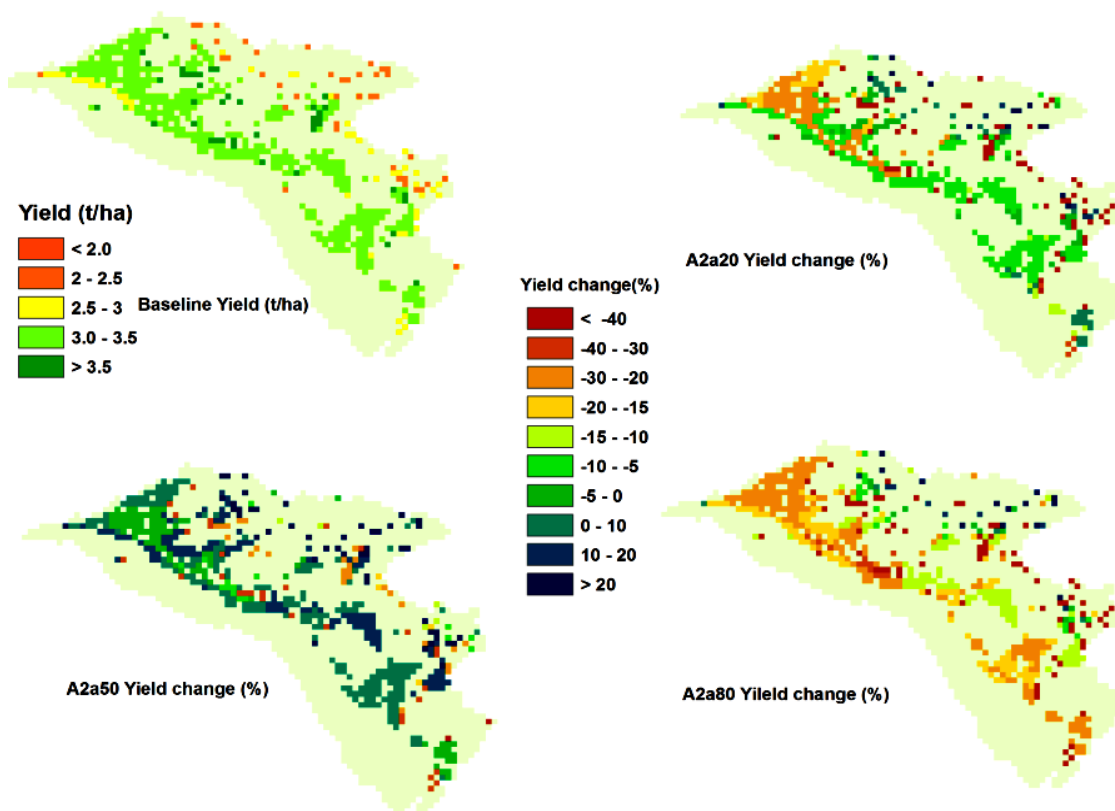 Yield (t/ha)
< 2.0
2 - 2.5
2.5 - 3
3.0 - 3.5
> 3.5
Baseline Yield (t/ha)
A2a20 Yield change (%)
Yield change(%)
< -40
-40 - -30
-30 - -20
-20 - -15
-15 - -10
-10 - -5
-5 - 0
0 - 10
10 - 20
> 20
A2a50 Yield change (%)
A2a80 Yileld change (%)